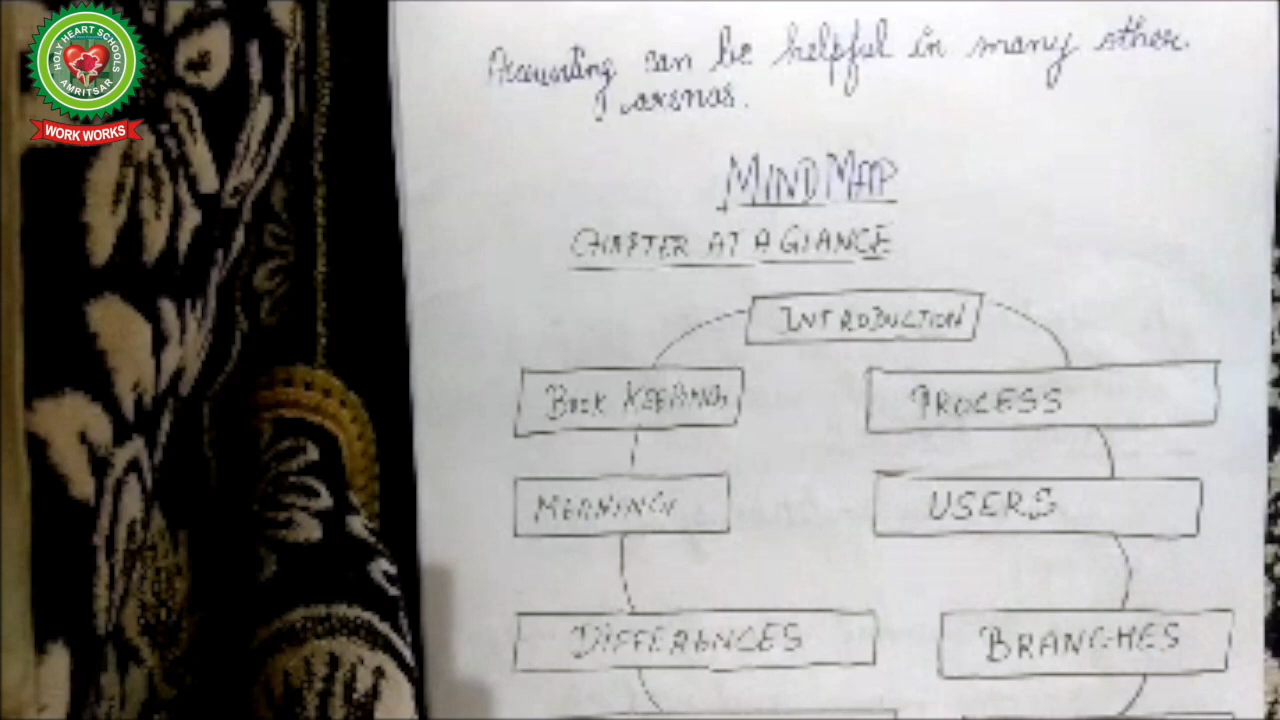 HOLY HEART SCHOOLS
AMRITSAR
WORK WORKS
Accounting can be helpful in many other
arenas.
MIND MAP
CHAPTER AT A GLANCE
INTRODUCTION
BOOK KEEPING
PROCESS
MEANING
USERS
DIFFERENCES
BRANCHES